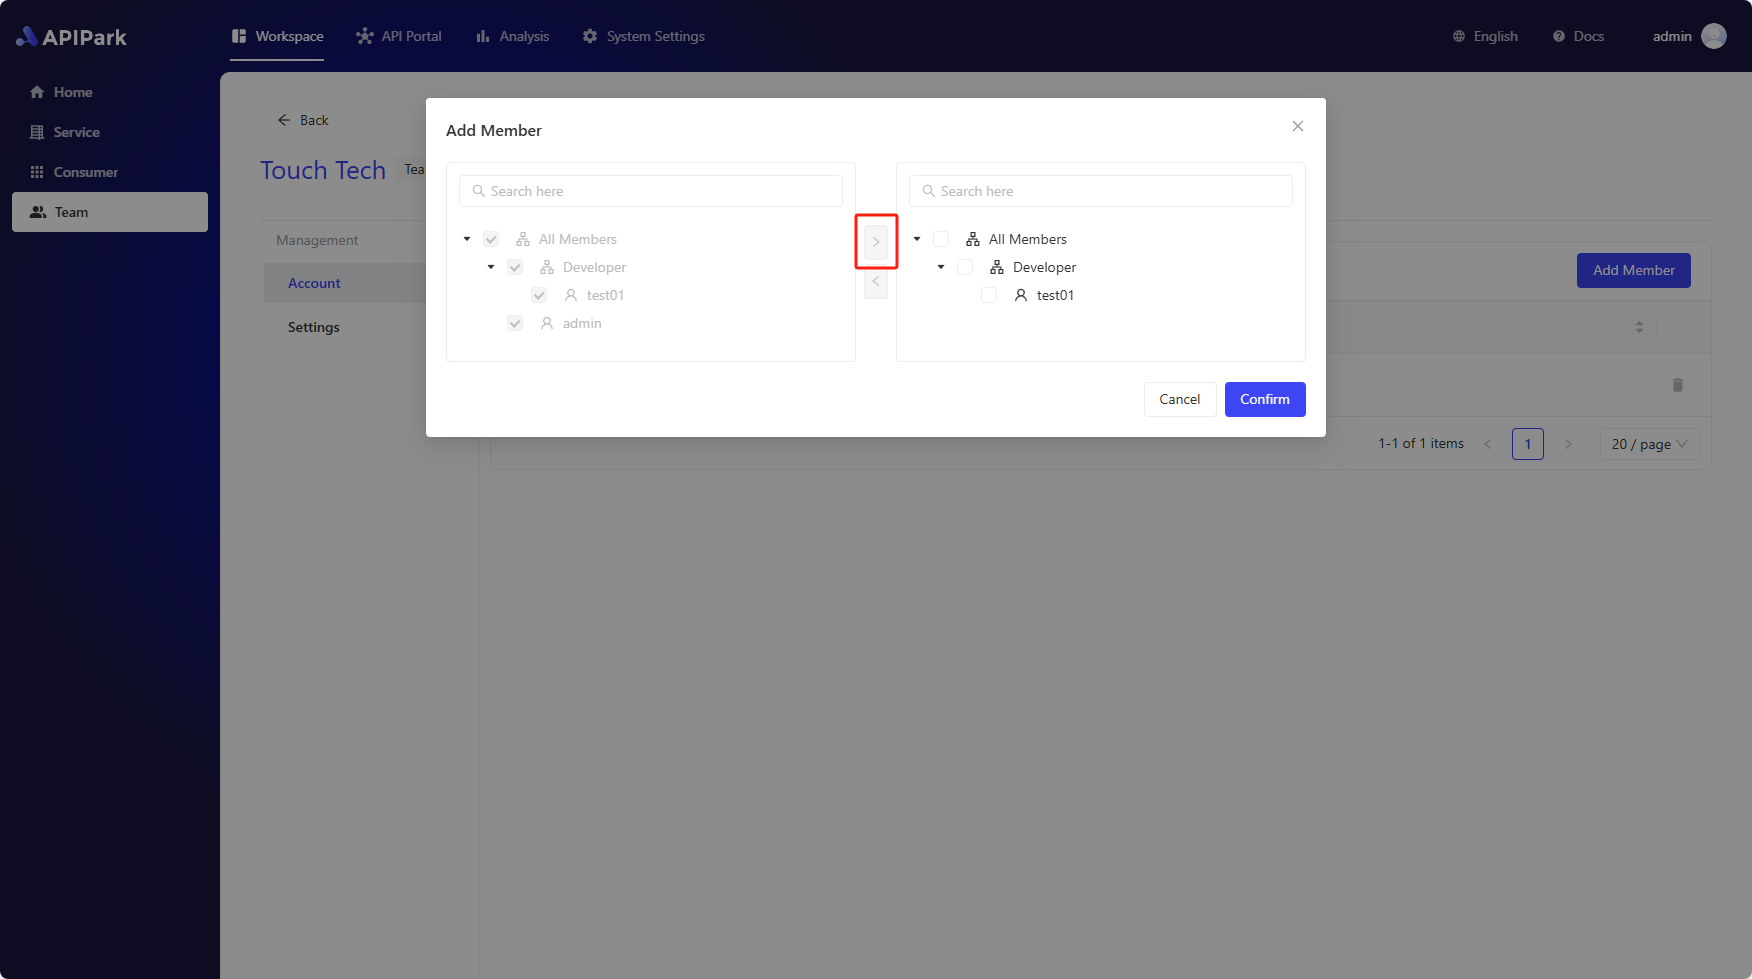 APIPark
Workspace
API Portal
Analysis
System Settings
English
Docs
admin
Home
Service
Consumer
Team
Back
Touch Tech
Tea
Management
Account
Settings
Add Member
Search here
All Members
Developer
test01
admin
>
<
Search here
All Members
Developer
test01
Cancel
Confirm
Add Member
1-1 of 1 items
1
20 / page